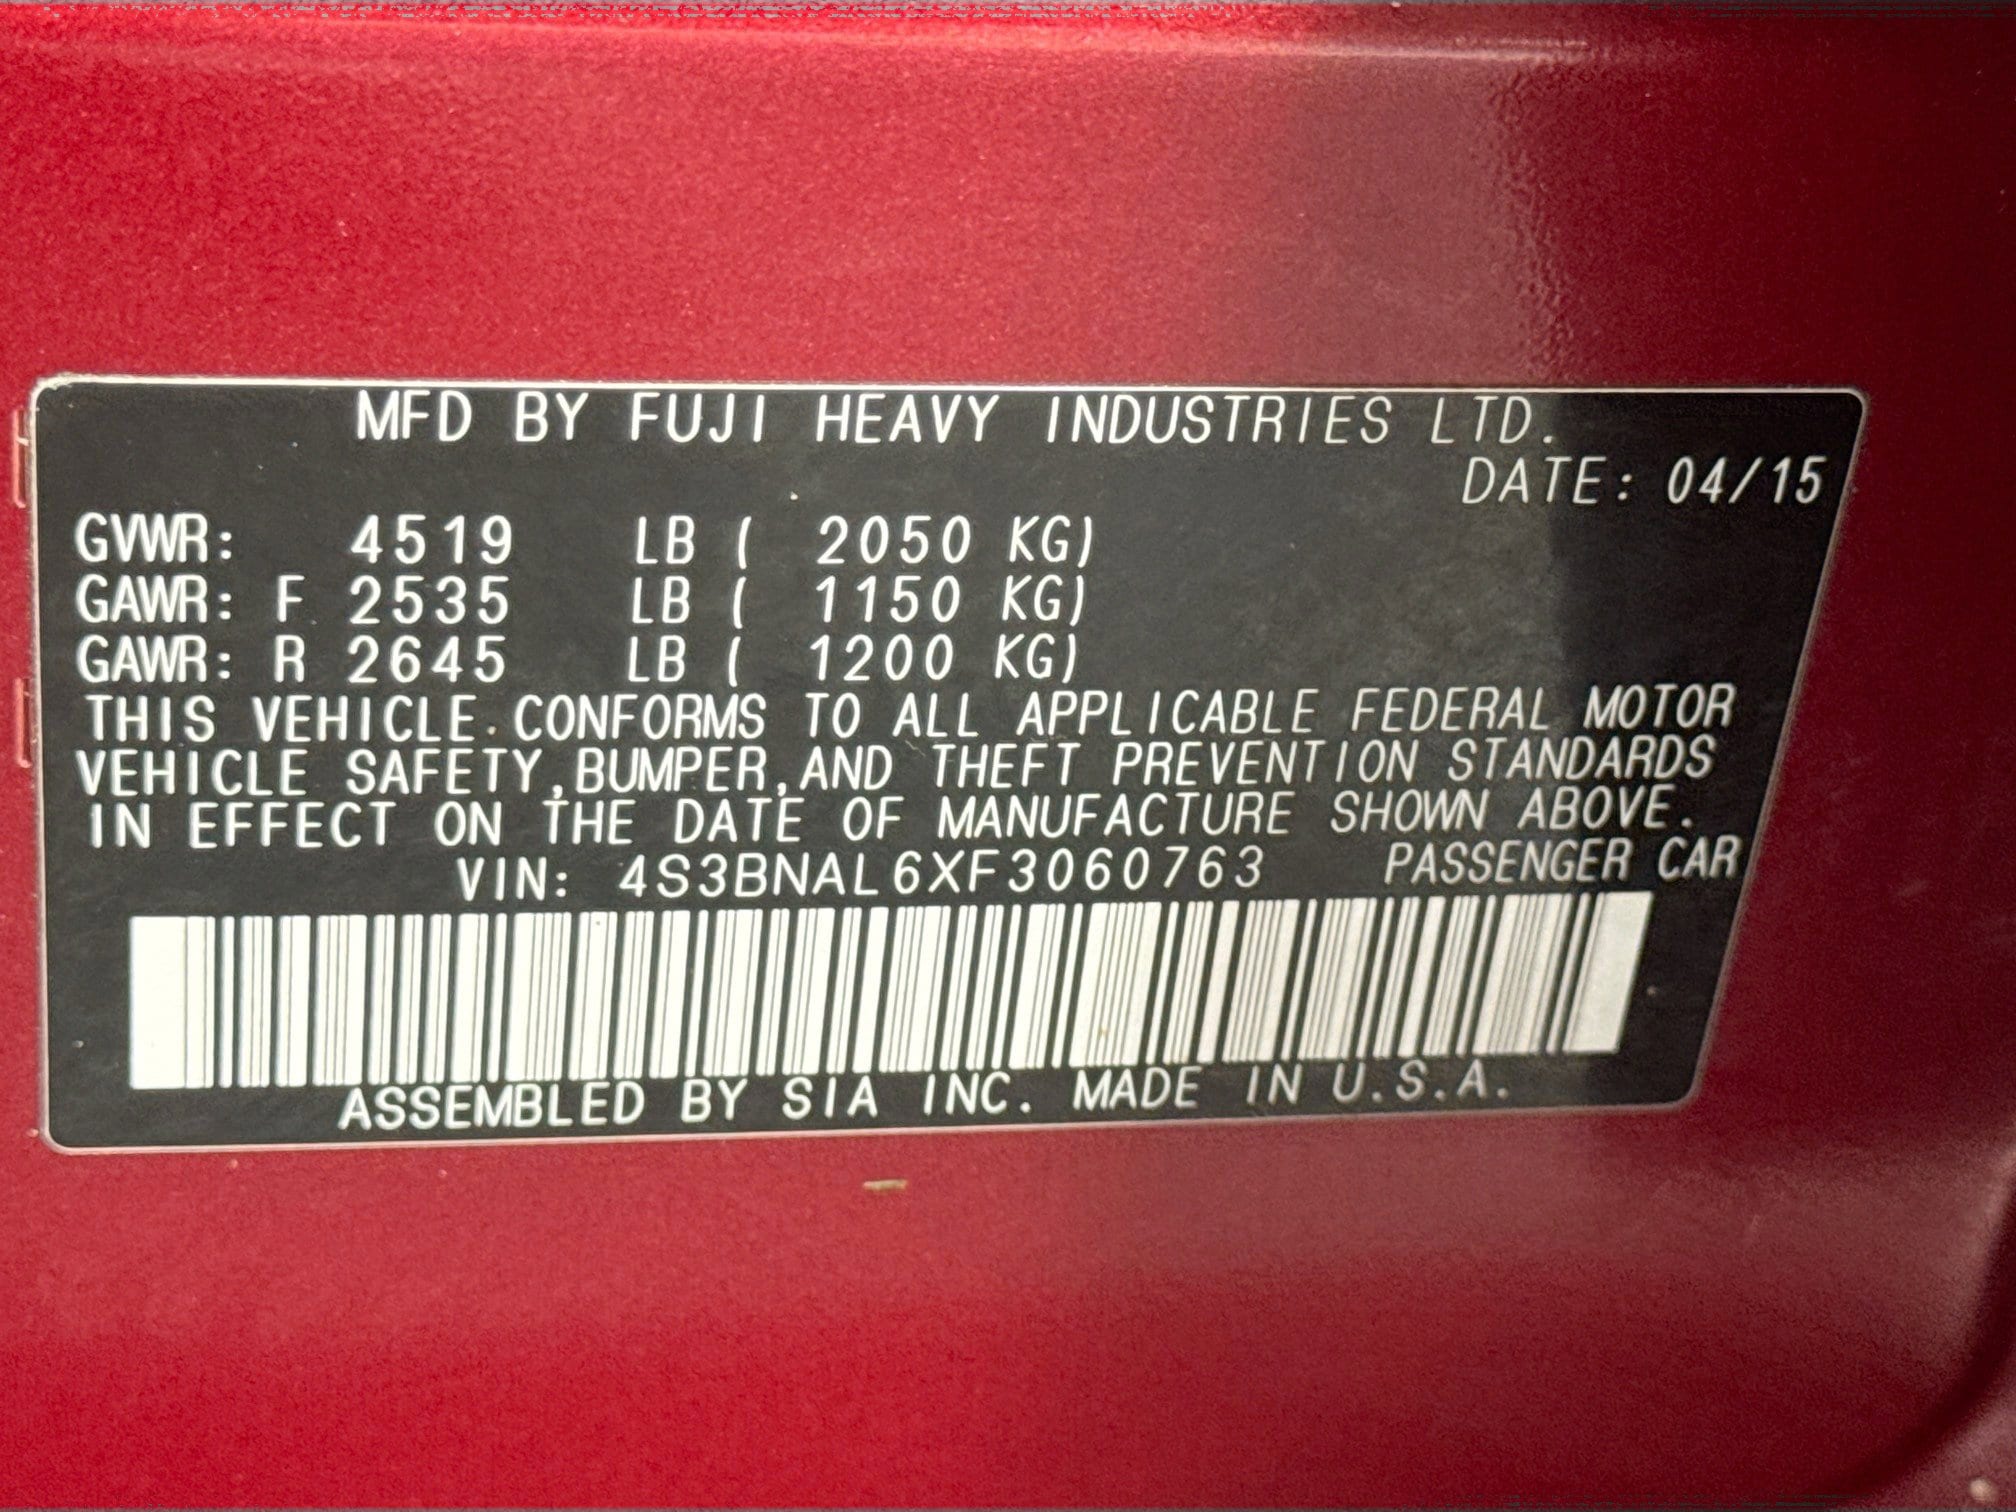 MFD BY FUJI HEAVY INDUSTRIES LTD.
DATE: 04/15
GVWR: 4519 LB ( 2050 KG)
GAWR: F 2535 LB ( 1150 KG)
GAWR: R 2645 LB ( 1200 KG)
THIS VEHICLE CONFORMS TO ALL APPLICABLE FEDERAL MOTOR
VEHICLE SAFETY,BUMPER,AND THEFT PREVENTION STANDARDS
IN EFFECT ON THE DATE OF MANUFACTURE SHOWN ABOVE.
VIN: 4S3BNAL6XF3060763 PASSENGER CAR
ASSEMBLED BY SIA INC. MADE IN U.S.A.